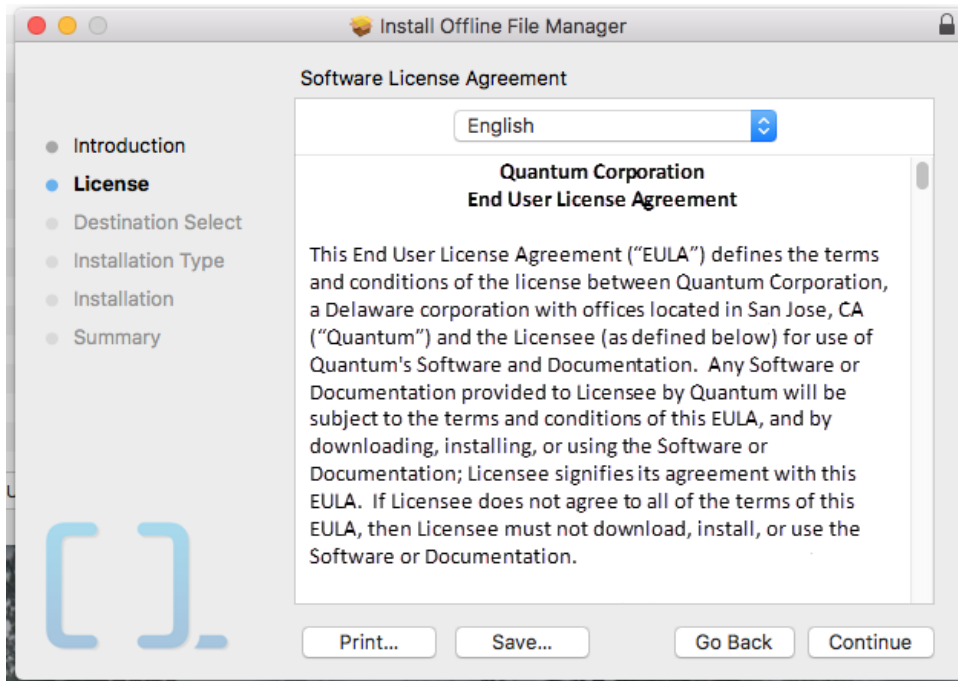 Install Offline File Manager
Software License Agreement
Introduction
License
Destination Select
Installation Type
Installation
Summary
English
Quantum Corporation
End User License Agreement
This End User License Agreement (“EULA”) defines the terms
and conditions of the license between Quantum Corporation,
a Delaware corporation with offices located in San Jose, CA
(“Quantum”) and the Licensee (as defined below) for use of
Quantum's Software and Documentation.  Any Software or
Documentation provided to Licensee by Quantum will be
subject to the terms and conditions of this EULA, and by
downloading, installing, or using the Software or
Documentation; Licensee signifies its agreement with this
EULA.  If Licensee does not agree to all of the terms of this
EULA, then Licensee must not download, install, or use the
Software or Documentation.
Print...
Save...
Go Back
Continue